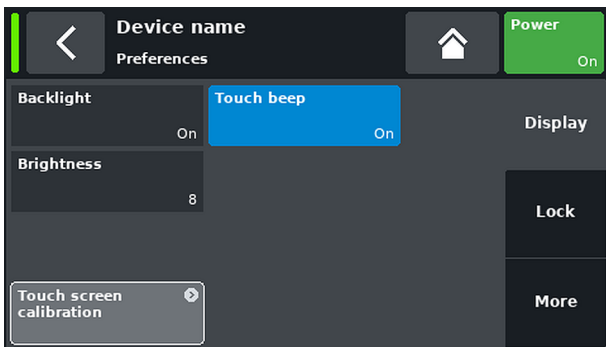 Device name
Preferences
Power
On
Backlight
On
Touch beep
On
Display
Brightness
8
Lock
Touch screen
calibration
More